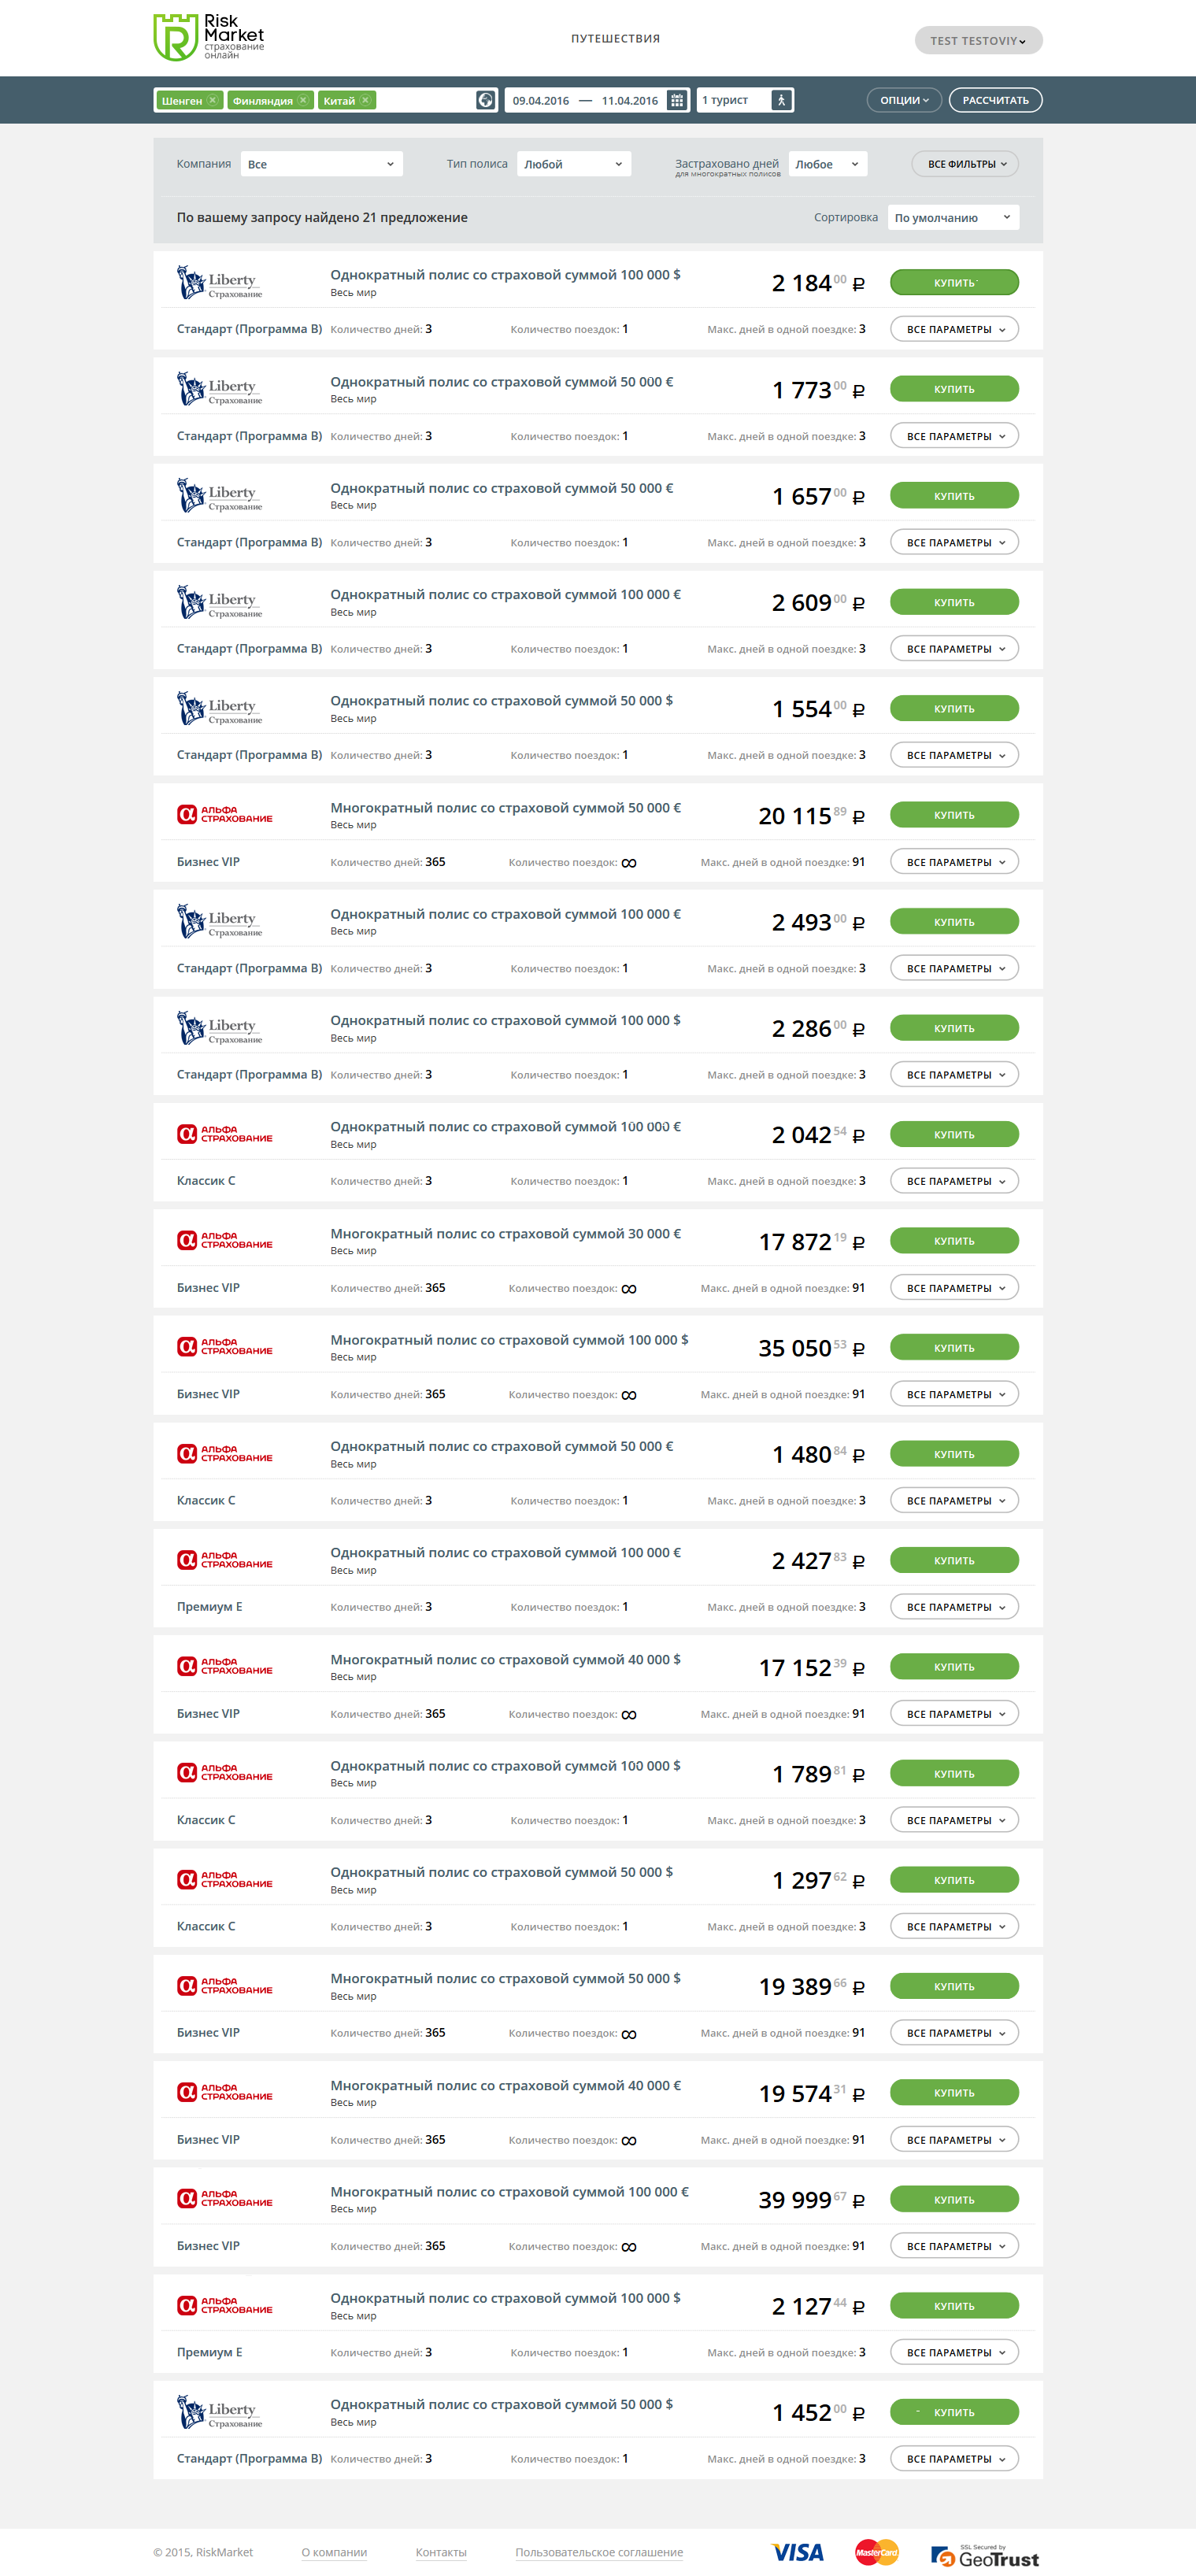 Risk
Market
страхование
онлайн
ПУТЕШЕСТВИЯ
TEST TESTOVIY
Шенген Финляндия Китай 09.04.2016 — 11.04.2016 1 турист ОПЦИИ РАССЧИТАТЬ
Компания Все Тип полиса Любой Застраховано дней Любое ВСЕ ФИЛЬТРЫ
для многократных полисов
По вашему запросу найдено 21 предложение Сортировка По умолчанию
Liberty Страхование Однократный полис со страховой суммой 100 000 $ 2 184 00 ₽ КУПИТЬ
Весь мир
Стандарт (Программа B) Количество дней: 3 Количество поездок: 1 Макс. дней в одной поездке: 3 ВСЕ ПАРАМЕТРЫ
Liberty Страхование Однократный полис со страховой суммой 50 000 € 1 773 00 ₽ КУПИТЬ
Весь мир
Стандарт (Программа B) Количество дней: 3 Количество поездок: 1 Макс. дней в одной поездке: 3 ВСЕ ПАРАМЕТРЫ
Liberty Страхование Однократный полис со страховой суммой 50 000 € 1 657 00 ₽ КУПИТЬ
Весь мир
Стандарт (Программа B) Количество дней: 3 Количество поездок: 1 Макс. дней в одной поездке: 3 ВСЕ ПАРАМЕТРЫ
Liberty Страхование Однократный полис со страховой суммой 100 000 € 2 609 00 ₽ КУПИТЬ
Весь мир
Стандарт (Программа B) Количество дней: 3 Количество поездок: 1 Макс. дней в одной поездке: 3 ВСЕ ПАРАМЕТРЫ
Liberty Страхование Однократный полис со страховой суммой 50 000 $ 1 554 00 ₽ КУПИТЬ
Весь мир
Стандарт (Программа B) Количество дней: 3 Количество поездок: 1 Макс. дней в одной поездке: 3 ВСЕ ПАРАМЕТРЫ
АЛЬФА СТРАХОВАНИЕ Многократный полис со страховой суммой 50 000 € 20 115 89 ₽ КУПИТЬ
Весь мир
Бизнес VIP Количество дней: 365 Количество поездок: ∞ Макс. дней в одной поездке: 91 ВСЕ ПАРАМЕТРЫ
Liberty Страхование Однократный полис со страховой суммой 100 000 € 2 493 00 ₽ КУПИТЬ
Весь мир
Стандарт (Программа B) Количество дней: 3 Количество поездок: 1 Макс. дней в одной поездке: 3 ВСЕ ПАРАМЕТРЫ
Liberty Страхование Однократный полис со страховой суммой 100 000 $ 2 286 00 ₽ КУПИТЬ
Весь мир
Стандарт (Программа B) Количество дней: 3 Количество поездок: 1 Макс. дней в одной поездке: 3 ВСЕ ПАРАМЕТРЫ
АЛЬФА СТРАХОВАНИЕ Однократный полис со страховой суммой 100 000 € 2 042 54 ₽ КУПИТЬ
Весь мир
Классик C Количество дней: 3 Количество поездок: 1 Макс. дней в одной поездке: 3 ВСЕ ПАРАМЕТРЫ
АЛЬФА СТРАХОВАНИЕ Многократный полис со страховой суммой 30 000 € 17 872 19 ₽ КУПИТЬ
Весь мир
Бизнес VIP Количество дней: 365 Количество поездок: ∞ Макс. дней в одной поездке: 91 ВСЕ ПАРАМЕТРЫ
АЛЬФА СТРАХОВАНИЕ Многократный полис со страховой суммой 100 000 $ 35 050 53 ₽ КУПИТЬ
Весь мир
Бизнес VIP Количество дней: 365 Количество поездок: ∞ Макс. дней в одной поездке: 91 ВСЕ ПАРАМЕТРЫ
АЛЬФА СТРАХОВАНИЕ Однократный полис со страховой суммой 50 000 € 1 480 84 ₽ КУПИТЬ
Весь мир
Классик C Количество дней: 3 Количество поездок: 1 Макс. дней в одной поездке: 3 ВСЕ ПАРАМЕТРЫ
АЛЬФА СТРАХОВАНИЕ Однократный полис со страховой суммой 100 000 € 2 427 83 ₽ КУПИТЬ
Весь мир
Премиум E Количество дней: 3 Количество поездок: 1 Макс. дней в одной поездке: 3 ВСЕ ПАРАМЕТРЫ
АЛЬФА СТРАХОВАНИЕ Многократный полис со страховой суммой 40 000 $ 17 152 39 ₽ КУПИТЬ
Весь мир
Бизнес VIP Количество дней: 365 Количество поездок: ∞ Макс. дней в одной поездке: 91 ВСЕ ПАРАМЕТРЫ
АЛЬФА СТРАХОВАНИЕ Однократный полис со страховой суммой 100 000 $ 1 789 81 ₽ КУПИТЬ
Весь мир
Классик C Количество дней: 3 Количество поездок: 1 Макс. дней в одной поездке: 3 ВСЕ ПАРАМЕТРЫ
АЛЬФА СТРАХОВАНИЕ Однократный полис со страховой суммой 50 000 $ 1 297 62 ₽ КУПИТЬ
Весь мир
Классик C Количество дней: 3 Количество поездок: 1 Макс. дней в одной поездке: 3 ВСЕ ПАРАМЕТРЫ
АЛЬФА СТРАХОВАНИЕ Многократный полис со страховой суммой 50 000 $ 19 389 66 ₽ КУПИТЬ
Весь мир
Бизнес VIP Количество дней: 365 Количество поездок: ∞ Макс. дней в одной поездке: 91 ВСЕ ПАРАМЕТРЫ
АЛЬФА СТРАХОВАНИЕ Многократный полис со страховой суммой 40 000 € 19 574 31 ₽ КУПИТЬ
Весь мир
Бизнес VIP Количество дней: 365 Количество поездок: ∞ Макс. дней в одной поездке: 91 ВСЕ ПАРАМЕТРЫ
АЛЬФА СТРАХОВАНИЕ Многократный полис со страховой суммой 100 000 € 39 999 67 ₽ КУПИТЬ
Весь мир
Бизнес VIP Количество дней: 365 Количество поездок: ∞ Макс. дней в одной поездке: 91 ВСЕ ПАРАМЕТРЫ
АЛЬФА СТРАХОВАНИЕ Однократный полис со страховой суммой 100 000 $ 2 127 44 ₽ КУПИТЬ
Весь мир
Премиум E Количество дней: 3 Количество поездок: 1 Макс. дней в одной поездке: 3 ВСЕ ПАРАМЕТРЫ
Liberty Страхование Однократный полис со страховой суммой 50 000 $ 1 452 00 ₽ КУПИТЬ
Весь мир
Стандарт (Программа B) Количество дней: 3 Количество поездок: 1 Макс. дней в одной поездке: 3 ВСЕ ПАРАМЕТРЫ
© 2015, RiskMarket О компании Контакты Пользовательское соглашение VISA MasterCard SSL Secured by GeoTrust